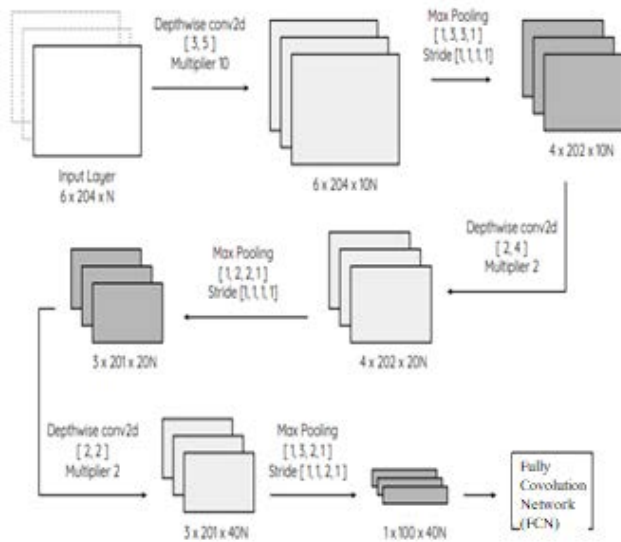 Depthwise conv2d
[ 3, 5 ]
Multiplier 10
Max Pooling
[ 1, 3, 3, 1 ]
Stride [1, 1, 1, 1]
Input Layer
6 x 204 x N
6 x 204 x 10N
4 x 202 x 10N
Depthwise conv2d
[ 2, 4 ]
Multiplier 2
Max Pooling
[ 1, 2, 2, 1 ]
Stride [1, 1, 1, 1]
3 x 201 x 20N
4 x 202 x 20N
Depthwise conv2d
[ 2, 2 ]
Multiplier 2
Max Pooling
[ 1, 3, 2, 1 ]
Stride [ 1, 1, 2, 1 ]
3 x 201 x 40N
1 x 100 x 40N
Fully
Covolution
Network
(FCN)